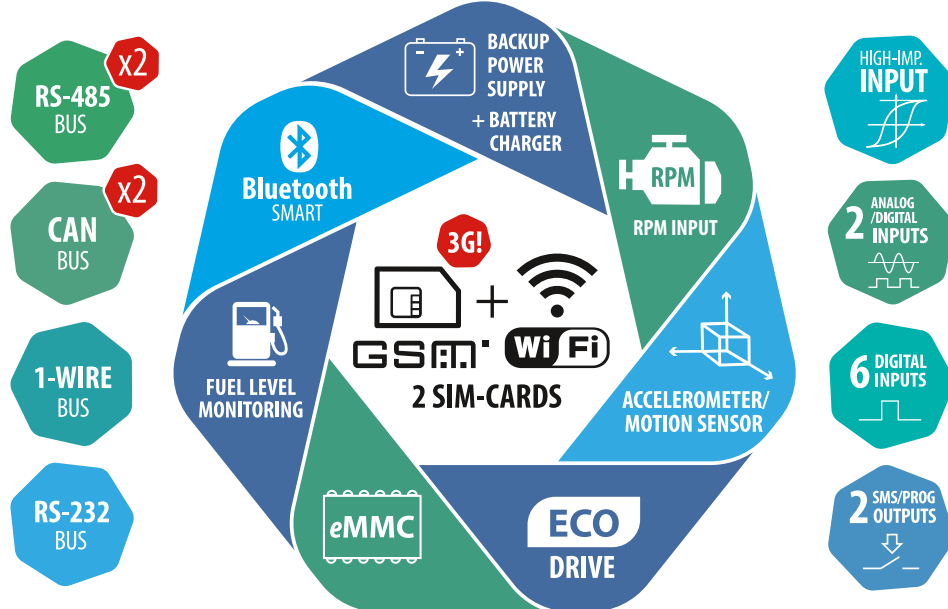 x2
RS-485
BUS
x2
CAN
BUS
1-WIRE
BUS
RS-232
BUS
BACKUP
POWER
SUPPLY
+ BATTERY
CHARGER
RPM
RPM INPUT
ACCELEROMETER/
MOTION SENSOR
ECO
DRIVE
eMMC
FUEL LEVEL
MONITORING
Bluetooth
SMART
3G!
+
GSM Wi Fi
2 SIM-CARDS
HIGH-IMP.
INPUT
2 ANALOG
/DIGITAL
INPUTS
6 DIGITAL
INPUTS
2 SMS/PROG
OUTPUTS